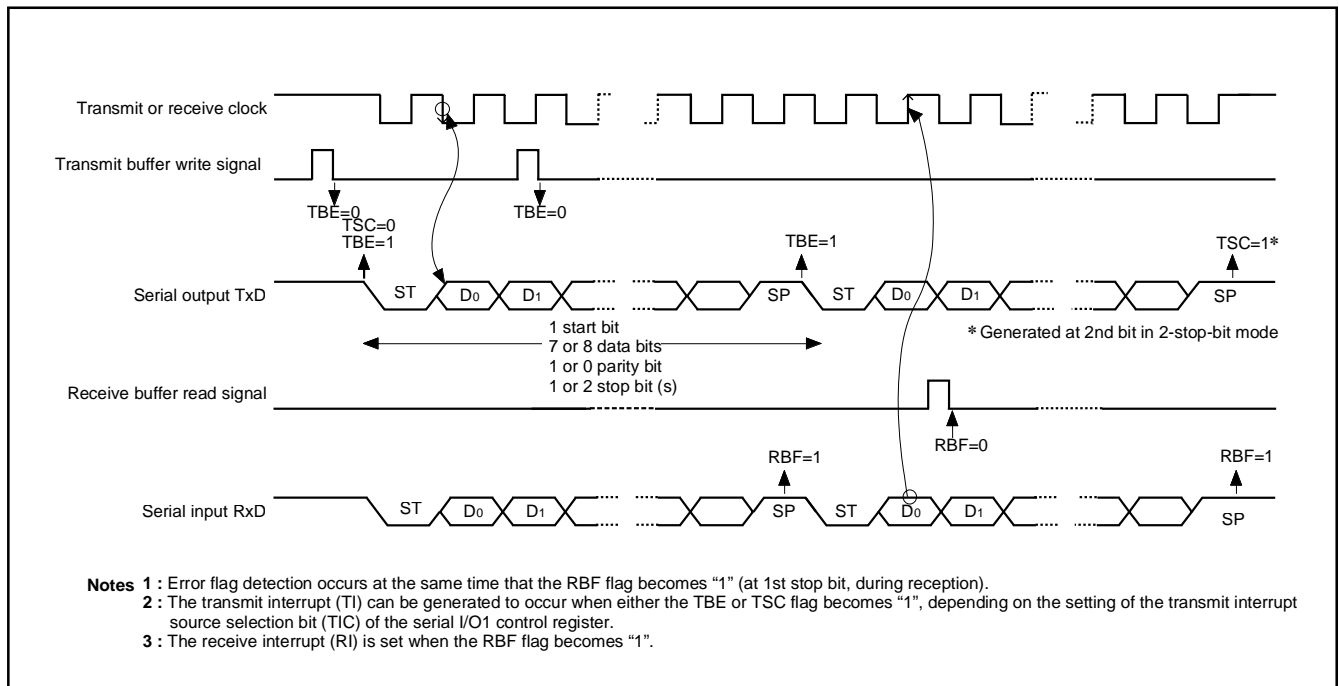 Transmit or receive clock
Transmit buffer write signal
TBE=0
TSC=0
TBE=1
TBE=0
TBE=1
TSC=1*
Serial output TxD
ST
D0
D1
SP
ST
D0
D1
SP
* Generated at 2nd bit in 2-stop-bit mode
1 start bit
7 or 8 data bits
1 or 0 parity bit
1 or 2 stop bit (s)
Receive buffer read signal
RBF=0
RBF=1
RBF=1
Serial input RxD
ST
D0
D1
SP
ST
D0
D1
SP
Notes 1 : Error flag detection occurs at the same time that the RBF flag becomes “1” (at 1st stop bit, during reception).
2 : The transmit interrupt (TI) can be generated to occur when either the TBE or TSC flag becomes “1”, depending on the setting of the transmit interrupt
source selection bit (TIC) of the serial I/O1 control register.
3 : The receive interrupt (RI) is set when the RBF flag becomes “1”.